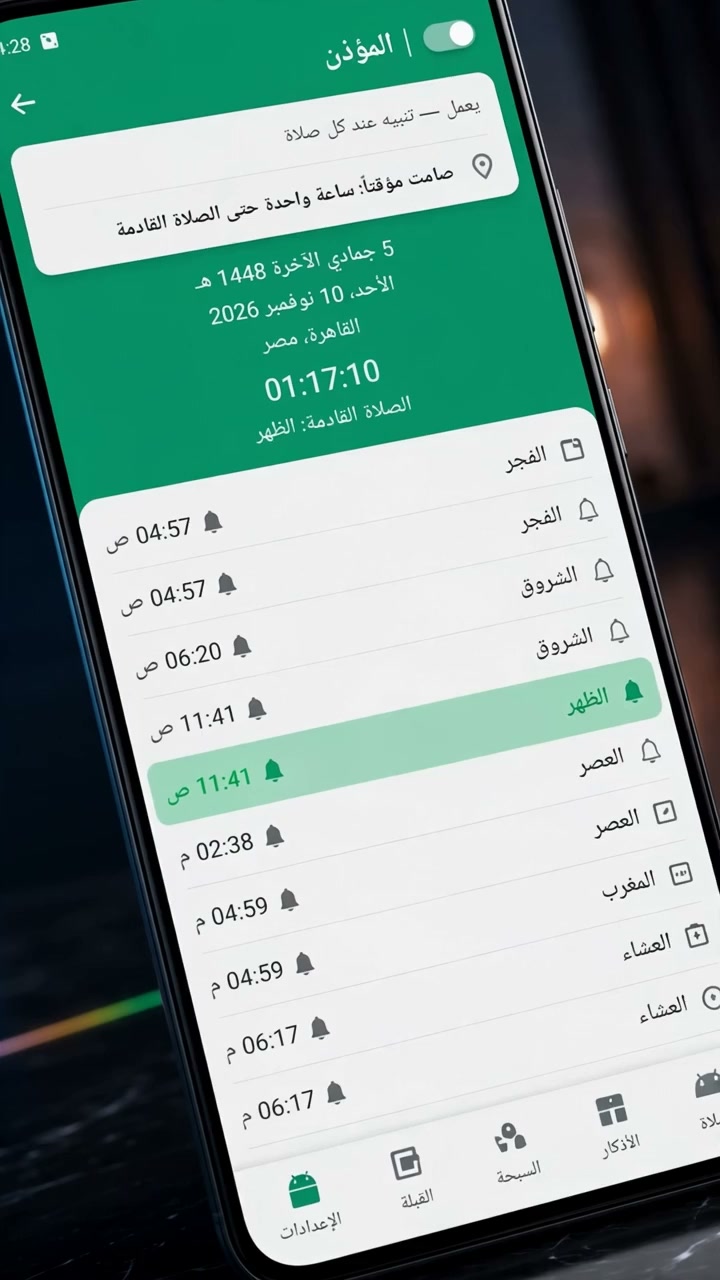 4:28
المؤذن
يعمل — تنبيه عند كل صلاة
صامت مؤقتاً: ساعة واحدة حتى الصلاة القادمة
5 جمادي الآخرة 1448 هـ
الأحد، 10 نوفمبر 2026
القاهرة، مصر
01:17:10
الصلاة القادمة: الظهر
الفجر 04:57 ص
الفجر 04:57 ص
الشروق 06:20 ص
الشروق 11:41 ص
الظهر 11:41 ص
العصر 02:38 م
العصر 04:59 م
المغرب 04:59 م
العشاء 06:17 م
العشاء 06:17 م
الأذكار السبحة القبلة الإعدادات